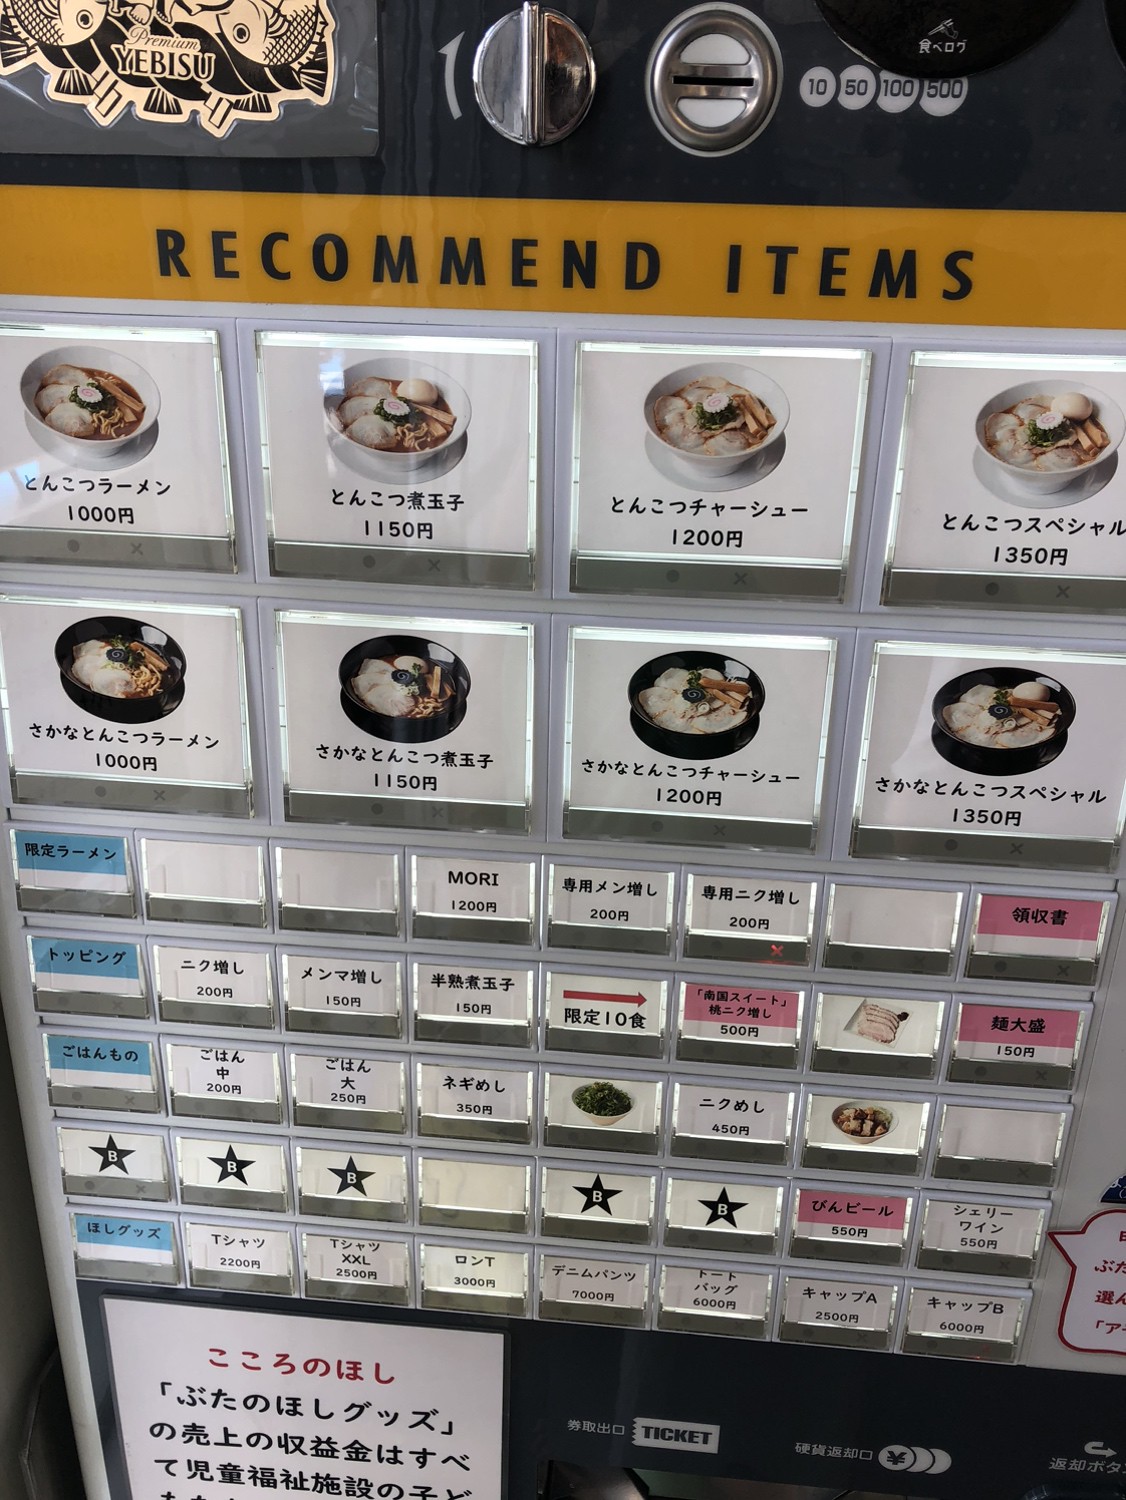 Premium
YEBISU
食べログ
10 50 100 500
RECOMMEND ITEMS
とんこつラーメン
1000円
とんこつ煮玉子
1150円
とんこつチャーシュー
1200円
とんこつスペシャル
1350円
さかなとんこつラーメン
1000円
さかなとんこつ煮玉子
1150円
さかなとんこつチャーシュー
1200円
さかなとんこつスペシャル
1350円
限定ラーメン
MORI
1200円
専用メン増し
200円
専用ニク増し
200円
領収書
トッピング
ニク増し
200円
メンマ増し
150円
半熟煮玉子
150円
限定10食
「南国スイート」
桃ニク増し
500円
麺大盛
150円
ごはんもの
ごはん
中
200円
ごはん
大
250円
ネギめし
350円
ニクめし
450円
B
B
B
B
B
びんビール
550円
シェリー
ワイン
550円
ほしグッズ
Tシャツ
2200円
Tシャツ
XXL
2500円
ロンT
3000円
デニムパンツ
7000円
トート
バッグ
6000円
キャップA
2500円
キャップB
6000円
ぶた
選ん
「ア
こころのほし
「ぶたのほしグッズ」
の売上の収益金はすべ
て児童福祉施設の子ど
券取出口 TICKET
硬貨返却口 ¥
返却ボタ